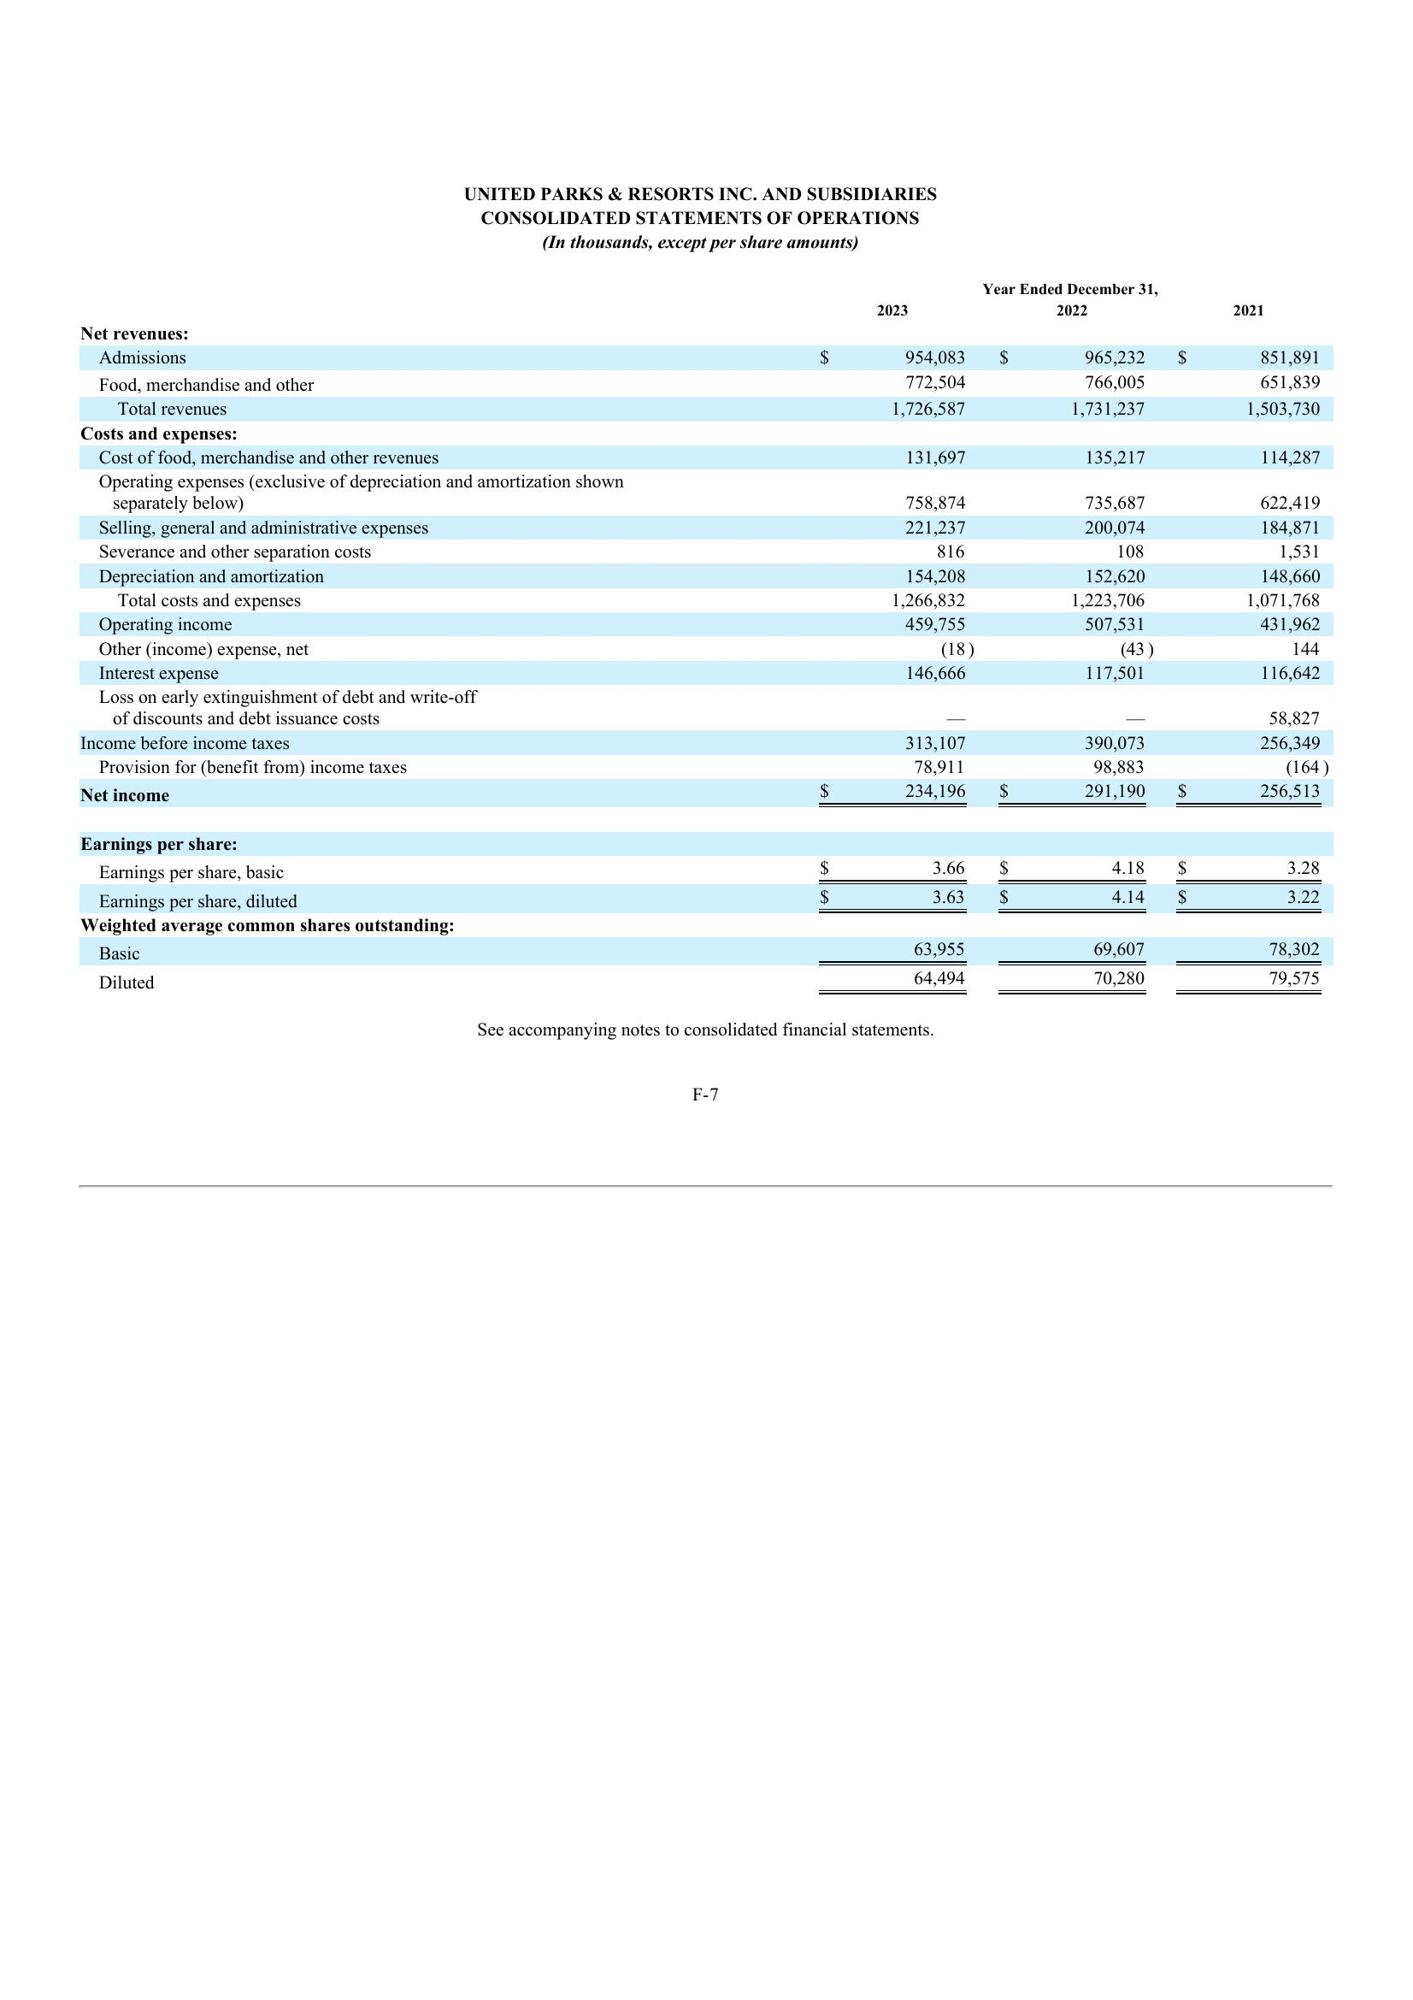 UNITED PARKS & RESORTS INC. AND SUBSIDIARIES
CONSOLIDATED STATEMENTS OF OPERATIONS
(In thousands, except per share amounts)
Year Ended December 31,
2023 2022 2021
Net revenues:
Admissions $ 954,083 $ 965,232 $ 851,891
Food, merchandise and other 772,504 766,005 651,839
Total revenues 1,726,587 1,731,237 1,503,730
Costs and expenses:
Cost of food, merchandise and other revenues 131,697 135,217 114,287
Operating expenses (exclusive of depreciation and amortization shown
separately below) 758,874 735,687 622,419
Selling, general and administrative expenses 221,237 200,074 184,871
Severance and other separation costs 816 108 1,531
Depreciation and amortization 154,208 152,620 148,660
Total costs and expenses 1,266,832 1,223,706 1,071,768
Operating income 459,755 507,531 431,962
Other (income) expense, net (18 ) (43 ) 144
Interest expense 146,666 117,501 116,642
Loss on early extinguishment of debt and write-off
of discounts and debt issuance costs — — 58,827
Income before income taxes 313,107 390,073 256,349
Provision for (benefit from) income taxes 78,911 98,883 (164 )
Net income $ 234,196 $ 291,190 $ 256,513
Earnings per share:
Earnings per share, basic $ 3.66 $ 4.18 $ 3.28
Earnings per share, diluted $ 3.63 $ 4.14 $ 3.22
Weighted average common shares outstanding:
Basic 63,955 69,607 78,302
Diluted 64,494 70,280 79,575
See accompanying notes to consolidated financial statements.
F-7